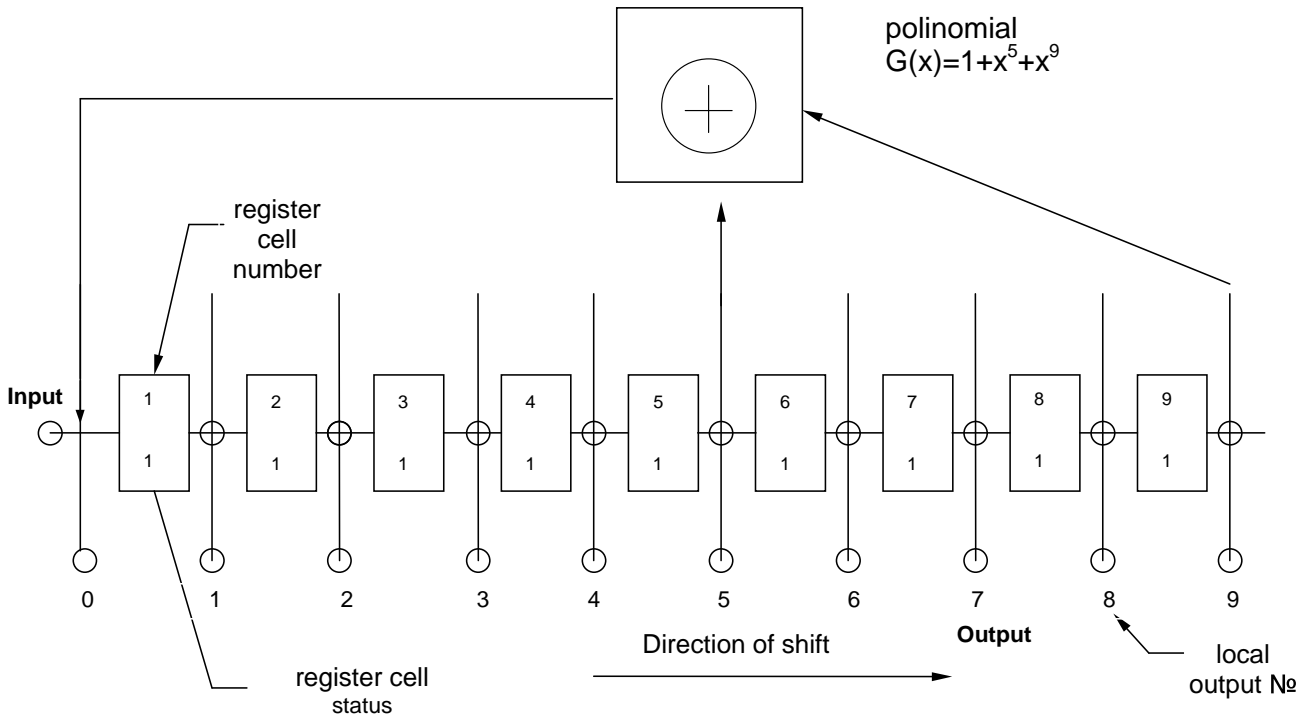 polinomial
G(x)=1+x⁵+x⁹
register
cell
number
Input
1 2 3 4 5 6 7 8 9
1 1 1 1 1 1 1 1 1
0 1 2 3 4 5 6 7 8 9
Output
Direction of shift
local
output №
register cell
status